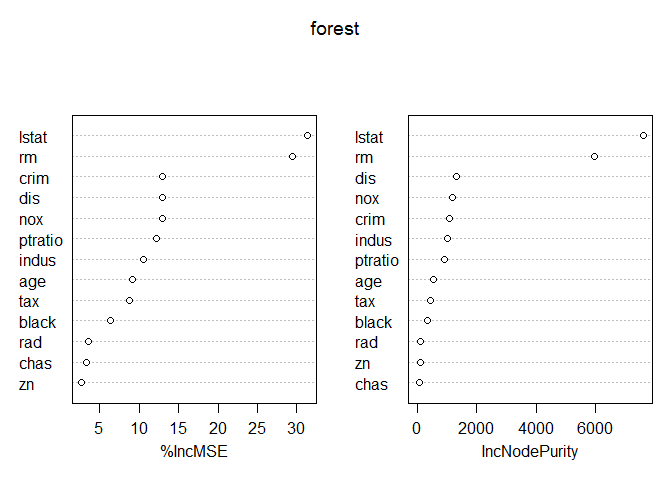 forest
lstat
rm
crim
dis
nox
ptratio
indus
age
tax
black
rad
chas
zn
5 10 15 20 25 30
%IncMSE
lstat
rm
dis
nox
crim
indus
ptratio
age
tax
black
rad
zn
chas
0 2000 4000 6000
IncNodePurity